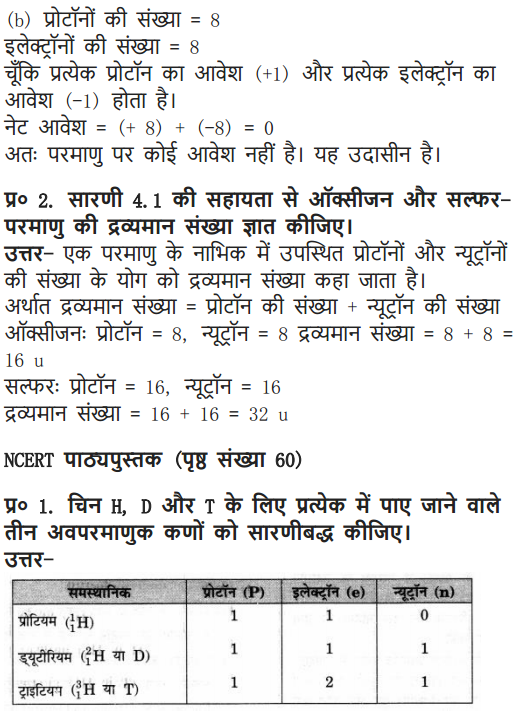 (b) प्रोटॉनों की संख्या = 8
इलेक्ट्रॉनों की संख्या = 8
चूँकि प्रत्येक प्रोटॉन का आवेश (+1) और प्रत्येक इलेक्ट्रॉन का
आवेश (-1) होता है।
नेट आवेश = (+ 8) + (-8) = 0
अतः परमाणु पर कोई आवेश नहीं है। यह उदासीन है।
प्र० 2. सारणी 4.1 की सहायता से ऑक्सीजन और सल्फर-
परमाणु की द्रव्यमान संख्या ज्ञात कीजिए।
उत्तर- एक परमाणु के नाभिक में उपस्थित प्रोटॉनों और न्यूट्रॉनों
की संख्या के योग को द्रव्यमान संख्या कहा जाता है।
अर्थात द्रव्यमान संख्या = प्रोटॉन की संख्या + न्यूट्रॉन की संख्या
ऑक्सीजनः प्रोटॉन = 8, न्यूट्रॉन = 8 द्रव्यमान संख्या = 8 + 8 =
16 u
सल्फरः प्रोटॉन = 16, न्यूट्रॉन = 16
द्रव्यमान संख्या = 16 + 16 = 32 u
NCERT पाठ्यपुस्तक (पृष्ठ संख्या 60)
प्र० 1. चिन H, D और T के लिए प्रत्येक में पाए जाने वाले
तीन अवपरमाणुक कणों को सारणीबद्ध कीजिए।
उत्तर-
समस्थानिक प्रोटॉन (P) इलेक्ट्रॉन (e) न्यूट्रॉन (n)
प्रोटियम (¹₁H) 1 1 0
ड्यूटीरियम (²₁H या D) 1 1 1
ट्राइटियम (³₁H या T) 1 2 1